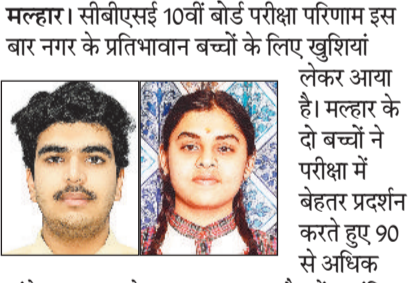 मल्हार। सीबीएसई 10वीं बोर्ड परीक्षा परिणाम इस
बार नगर के प्रतिभावान बच्चों के लिए खुशियां
लेकर आया
है। मल्हार के
दो बच्चों ने
परीक्षा में
बेहतर प्रदर्शन
करते हुए 90
से अधिक